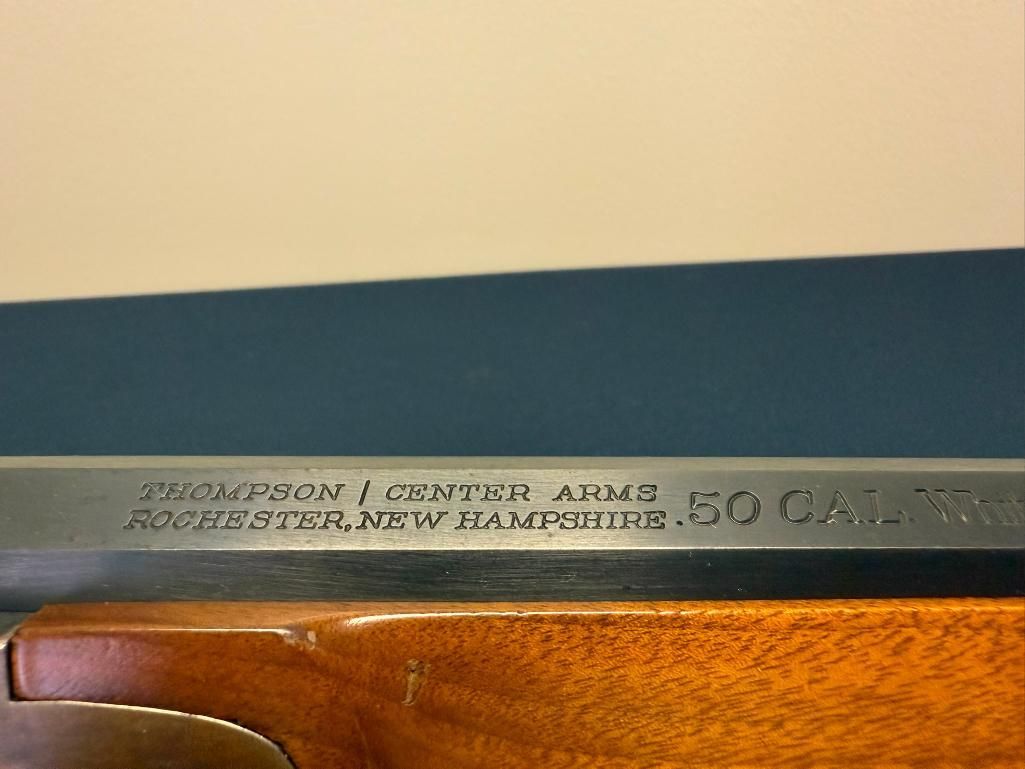 THOMPSON / CENTER ARMS
ROCHESTER, NEW HAMPSHIRE .50 CAL.